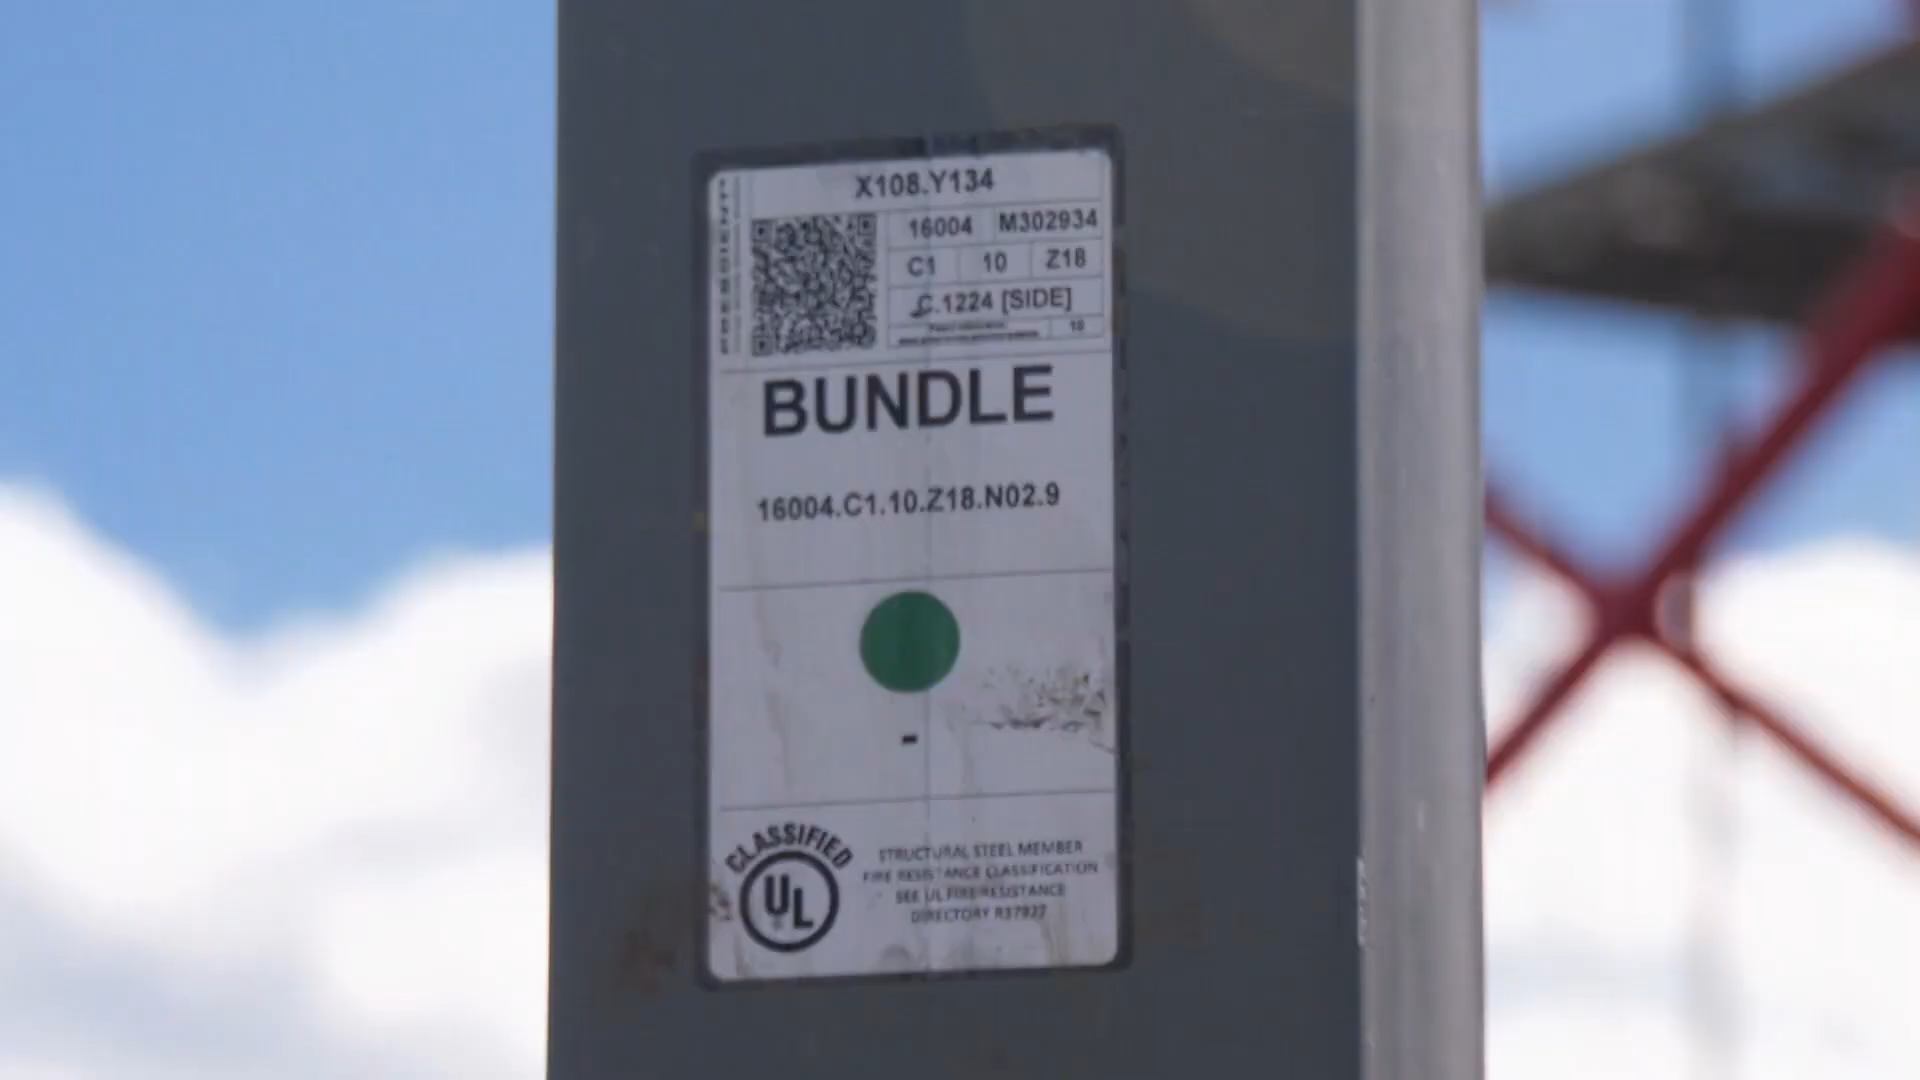 X108.Y134
PRESCIENT
16004 M302934
C1 10 Z18
C.1224 [SIDE]
10
BUNDLE
16004.C1.10.Z18.N02.9
-
CLASSIFIED
UL
STRUCTURAL STEEL MEMBER
FIRE RESISTANCE CLASSIFICATION
SEE UL FIRE RESISTANCE
DIRECTORY